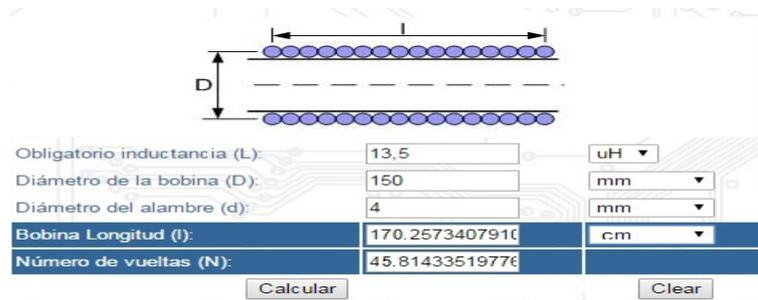 l
D
Obligatorio inductancia (L): 13,5 uH
Diámetro de la bobina (D): 150 mm
Diámetro del alambre (d): 4 mm
Bobina Longitud (l): 170.2573407910 cm
Número de vueltas (N): 45.81433519776
Calcular Clear